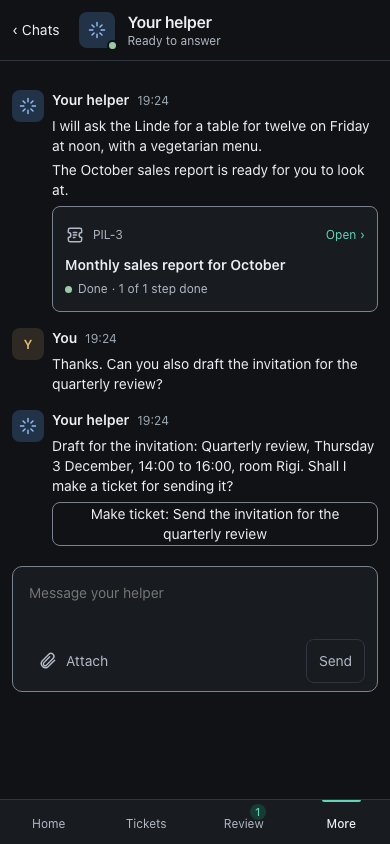 ‹ Chats
Your helper
Ready to answer
Your helper 19:24
I will ask the Linde for a table for twelve on Friday
at noon, with a vegetarian menu.
The October sales report is ready for you to look
at.
PIL-3
Open ›
Monthly sales report for October
Done · 1 of 1 step done
Y
You 19:24
Thanks. Can you also draft the invitation for the
quarterly review?
Your helper 19:24
Draft for the invitation: Quarterly review, Thursday
3 December, 14:00 to 16:00, room Rigi. Shall I
make a ticket for sending it?
Make ticket: Send the invitation for the
quarterly review
Message your helper
Attach
Send
Home
Tickets
Review
1
More